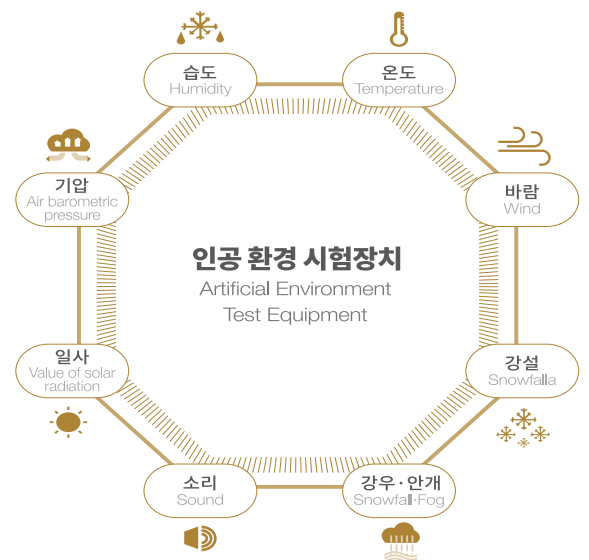 습도
Humidity
온도
Temperature
기압
Air barometric
pressure
바람
Wind
인공 환경 시험장치
Artificial Environment
Test Equipment
일사
Value of solar
radiation
강설
Snowfalla
소리
Sound
강우·안개
Snowfall·Fog